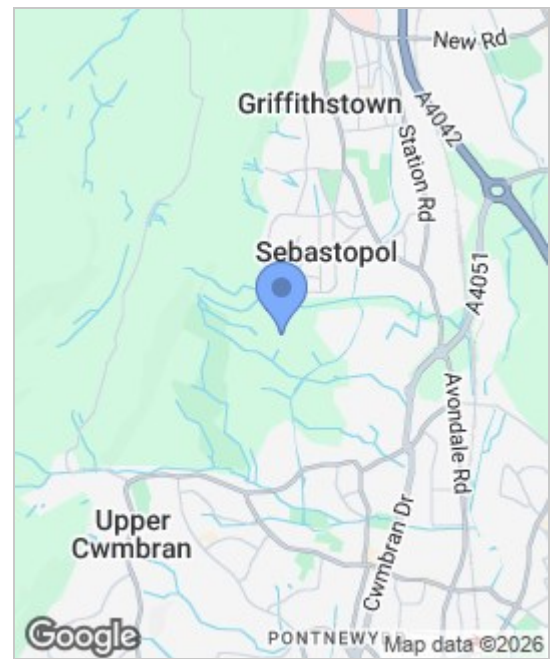 New Rd
Griffithstown
A4042
Station Rd
Sebastopol
A4051
Avondale Rd
Upper
Cwmbran
Cwmbran Dr
Google
PONTNEWY
Map data ©2026